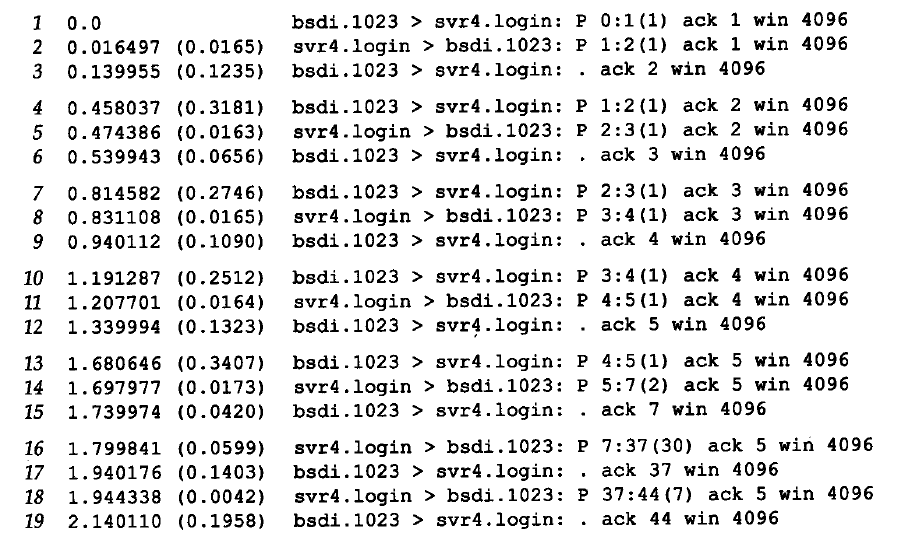 1 0.0 bsdi.1023 > svr4.login: P 0:1(1) ack 1 win 4096
2 0.016497 (0.0165) svr4.login > bsdi.1023: P 1:2(1) ack 1 win 4096
3 0.139955 (0.1235) bsdi.1023 > svr4.login: . ack 2 win 4096
4 0.458037 (0.3181) bsdi.1023 > svr4.login: P 1:2(1) ack 2 win 4096
5 0.474386 (0.0163) svr4.login > bsdi.1023: P 2:3(1) ack 2 win 4096
6 0.539943 (0.0656) bsdi.1023 > svr4.login: . ack 3 win 4096
7 0.814582 (0.2746) bsdi.1023 > svr4.login: P 2:3(1) ack 3 win 4096
8 0.831108 (0.0165) svr4.login > bsdi.1023: P 3:4(1) ack 3 win 4096
9 0.940112 (0.1090) bsdi.1023 > svr4.login: . ack 4 win 4096
10 1.191287 (0.2512) bsdi.1023 > svr4.login: P 3:4(1) ack 4 win 4096
11 1.207701 (0.0164) svr4.login > bsdi.1023: P 4:5(1) ack 4 win 4096
12 1.339994 (0.1323) bsdi.1023 > svr4.login: . ack 5 win 4096
13 1.680646 (0.3407) bsdi.1023 > svr4.login: P 4:5(1) ack 5 win 4096
14 1.697977 (0.0173) svr4.login > bsdi.1023: P 5:7(2) ack 5 win 4096
15 1.739974 (0.0420) bsdi.1023 > svr4.login: . ack 7 win 4096
16 1.799841 (0.0599) svr4.login > bsdi.1023: P 7:37(30) ack 5 win 4096
17 1.940176 (0.1403) bsdi.1023 > svr4.login: . ack 37 win 4096
18 1.944338 (0.0042) svr4.login > bsdi.1023: P 37:44(7) ack 5 win 4096
19 2.140110 (0.1958) bsdi.1023 > svr4.login: . ack 44 win 4096